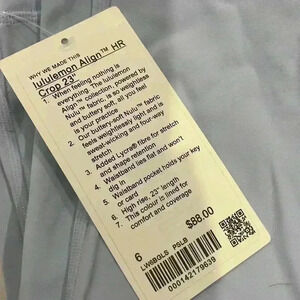 WHY WE MADE THIS
lululemon Align™ HR
Crop 23"
1. When feeling nothing is
everything. The lululemon
Align™ collection, powered by
Nulu™ fabric, is so weightless
and buttery soft, all you feel
is your practice
2. Our buttery-soft Nulu™ fabric
feels weightlessly light and is
sweat-wicking and four-way
stretch
3. Added Lycra® fibre for stretch
and shape retention
4. Waistband lies flat and won't
dig in
5. Waistband pocket holds your key
or card
6. High rise, 23" length
7. This colour is lined for
comfort and coverage
$88.00
6
LW6BQLS PSLB
000142179639